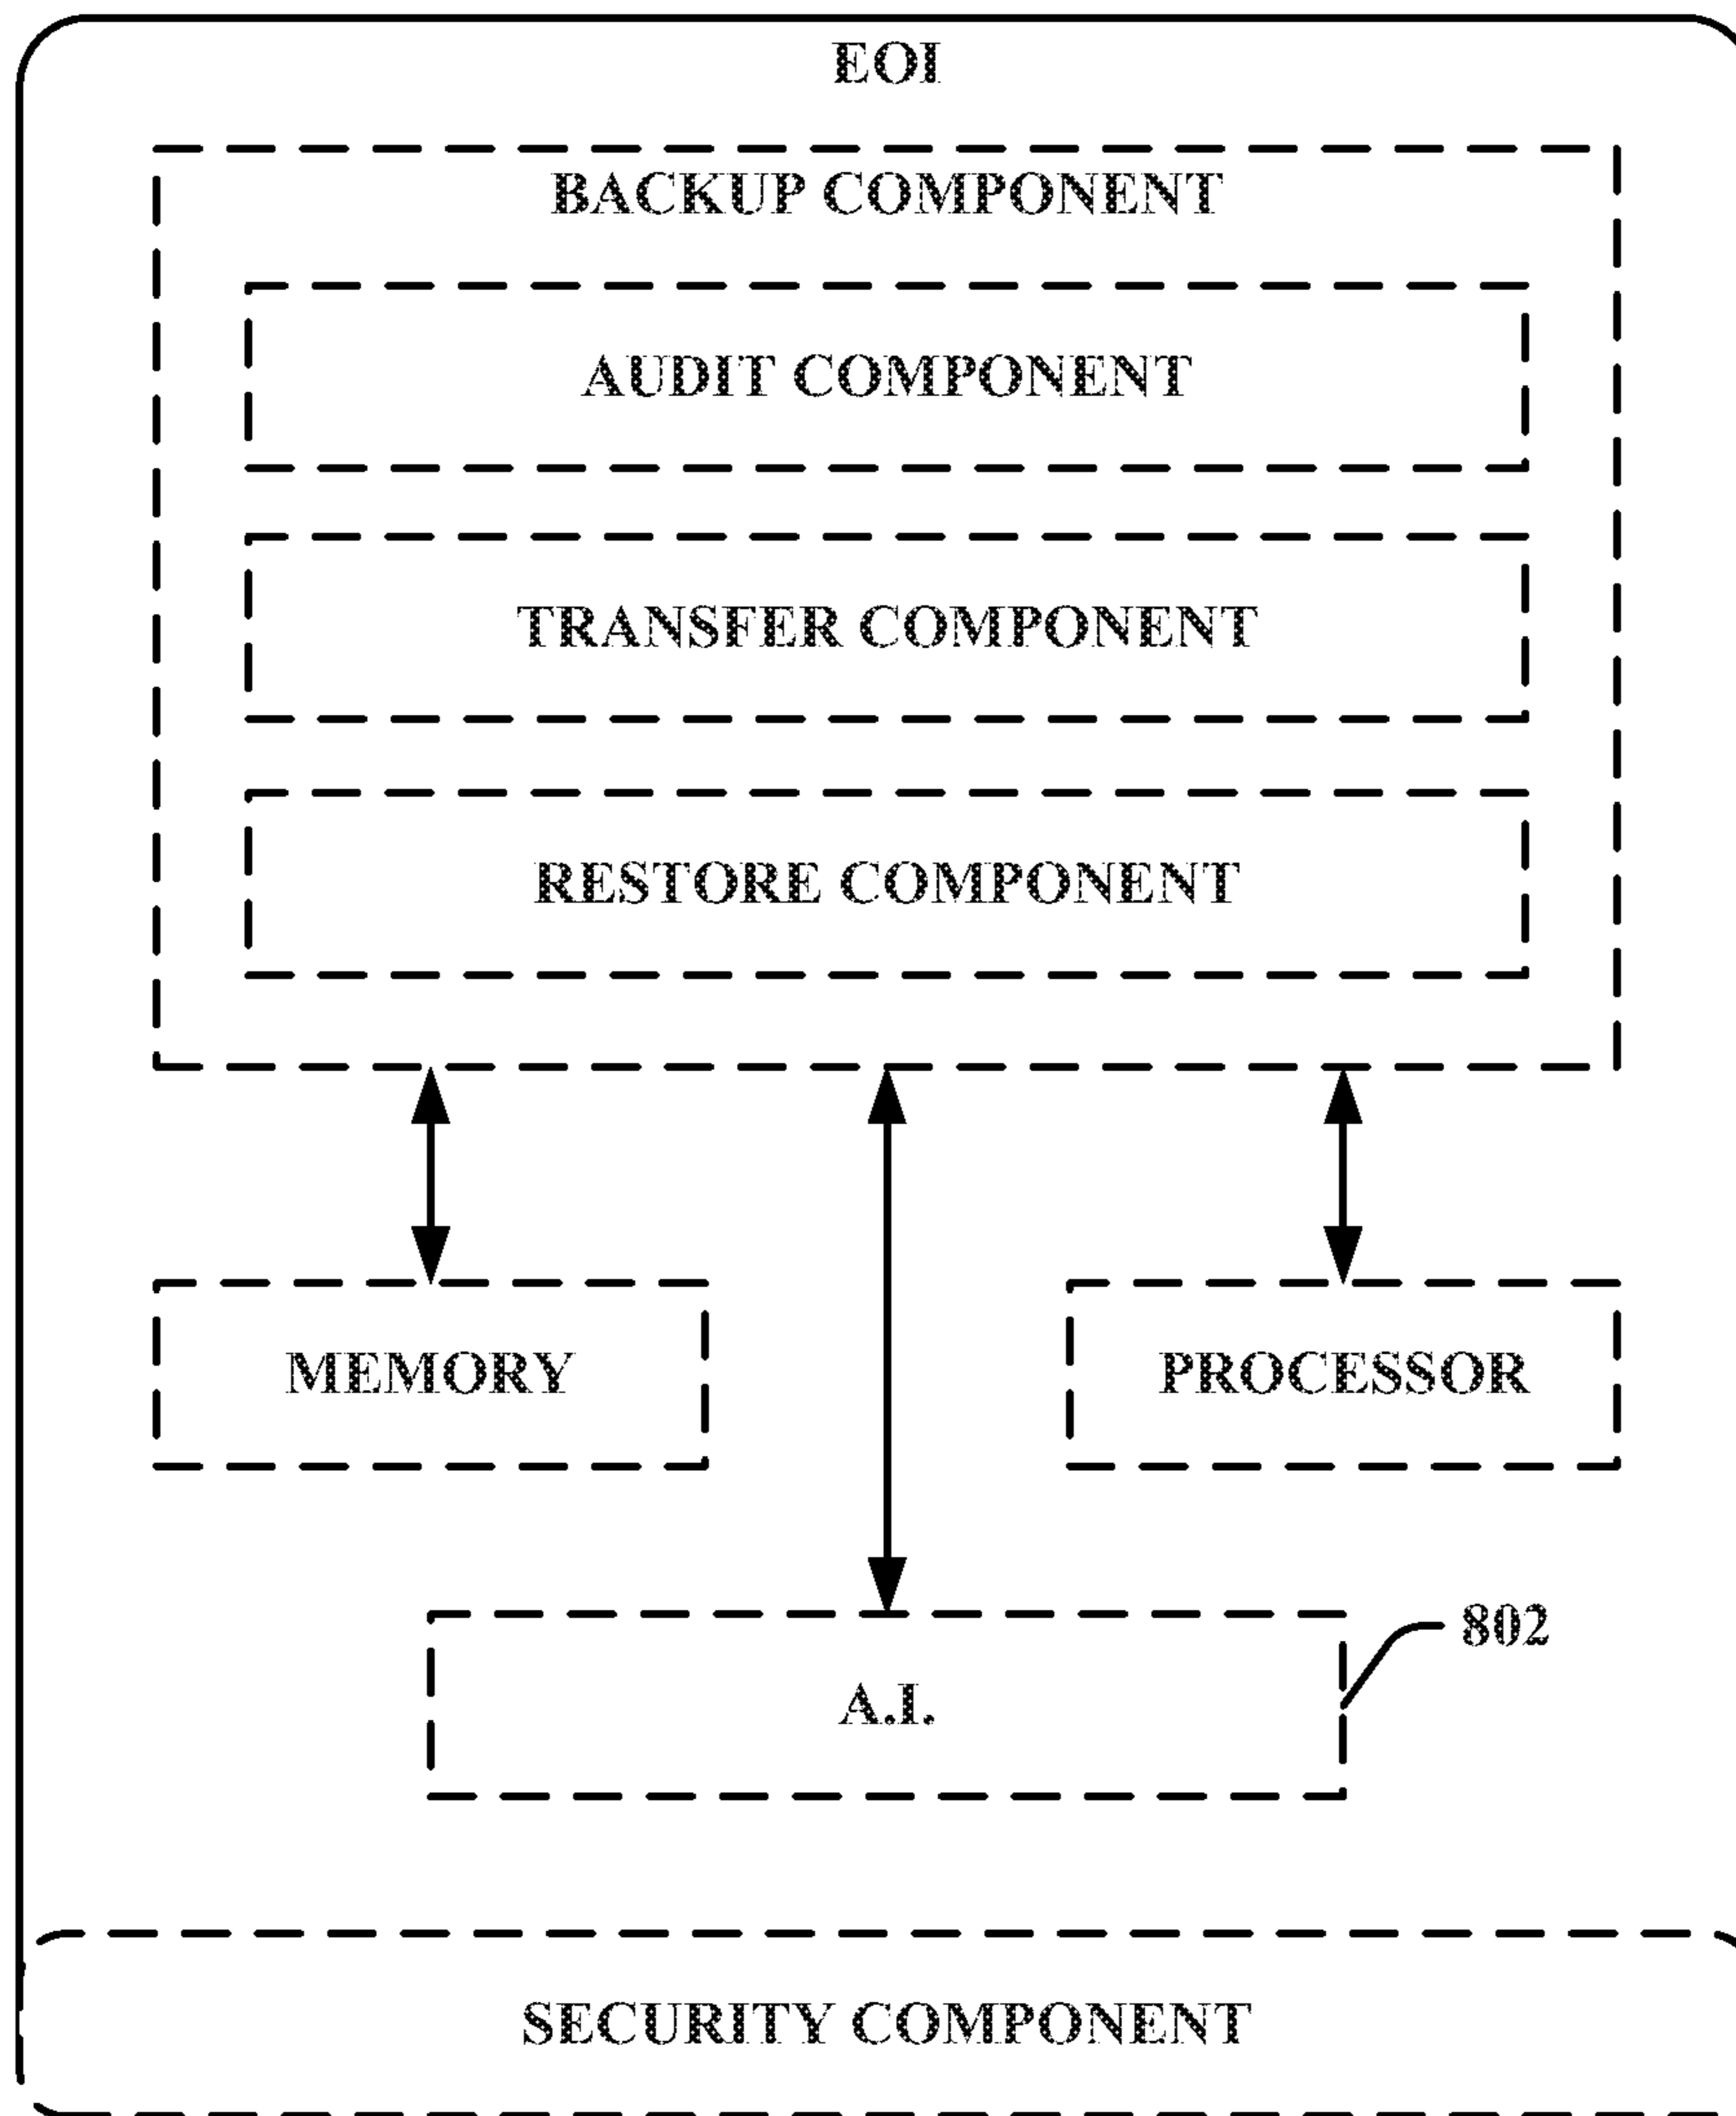 EOI
BACKUP COMPONENT
AUDIT COMPONENT
TRANSFER COMPONENT
RESTORE COMPONENT
MEMORY
PROCESSOR
802
A.I.
SECURITY COMPONENT